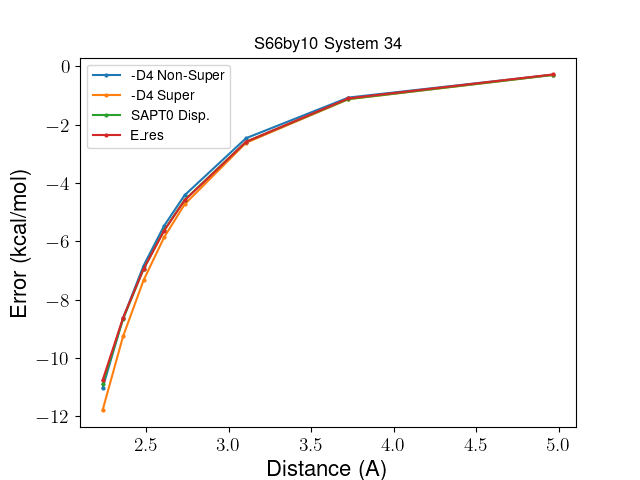 S66by10 System 34
-D4 Non-Super
-D4 Super
SAPT0 Disp.
E_res
0
−2
−4
−6
−8
−10
−12
Error (kcal/mol)
2.5 3.0 3.5 4.0 4.5 5.0
Distance (A)